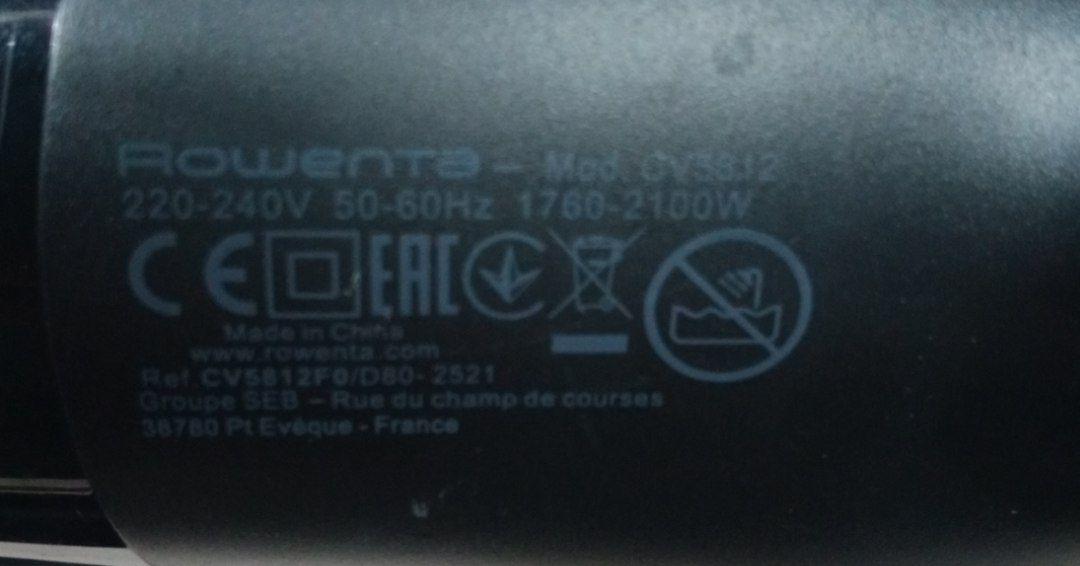 Rowenta - Mod. CV5812
220-240V 50-60Hz 1760-2100W
CE EAC
Made in China
www.rowenta.com
Ref. CV5812F0/D80-2521
Groupe SEB - Rue du champ de courses
38780 Pt Evêque - France